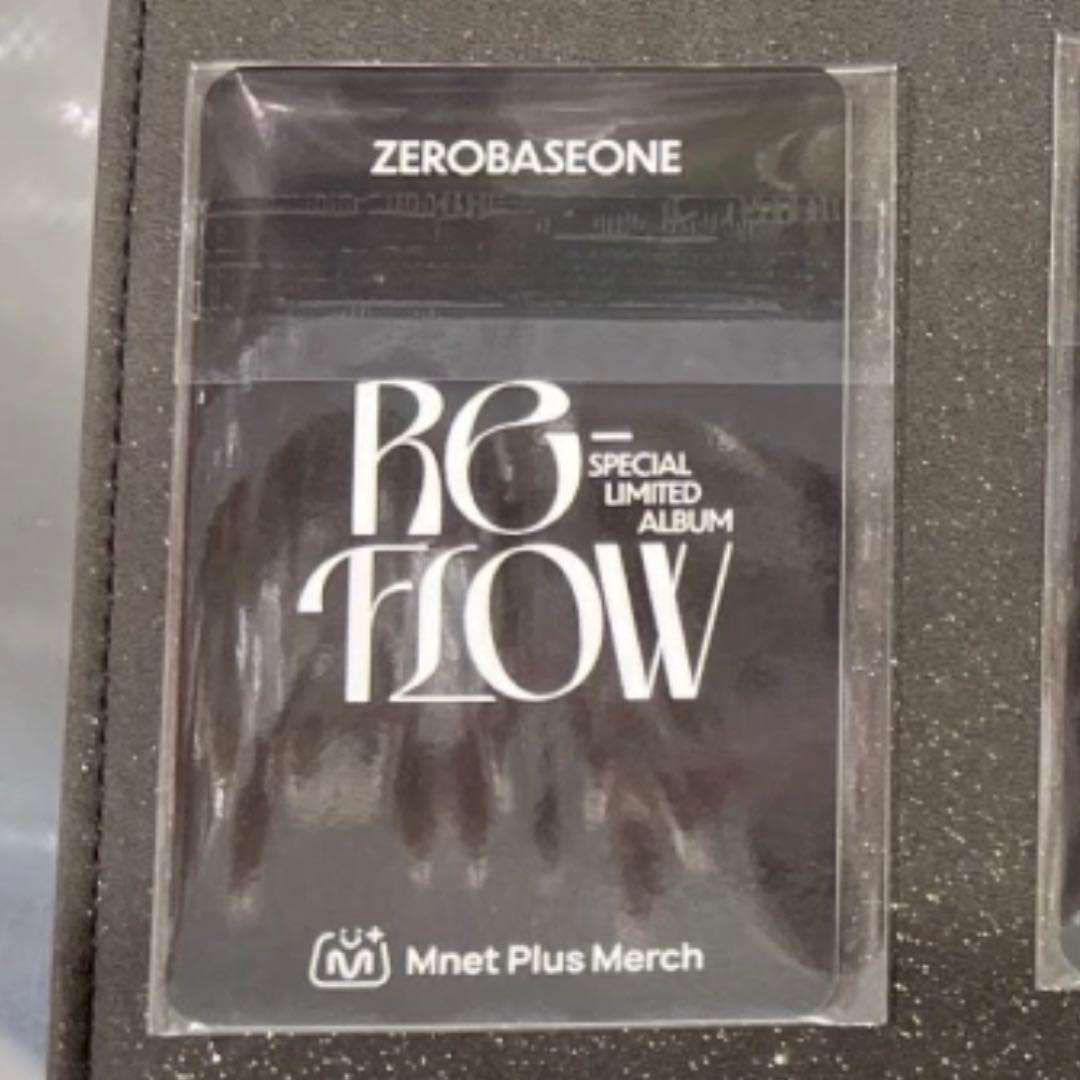 ZEROBASEONE
RE
— SPECIAL
LIMITED
ALBUM
FLOW
Mnet Plus Merch